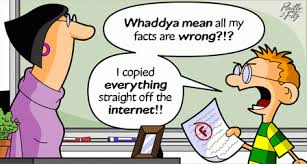 Whaddya mean all my
facts are wrong?!?
I copied
everything
straight off the
internet!!
F